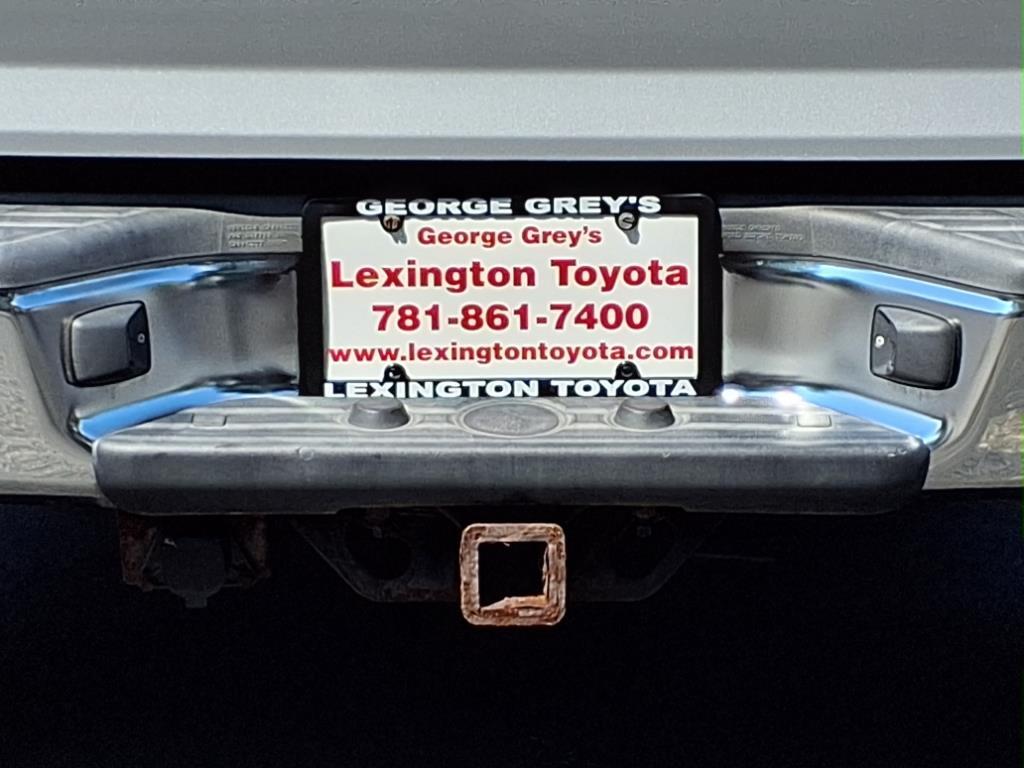 GEORGE GREY'S
George Grey's
Lexington Toyota
781-861-7400
www.lexingtontoyota.com
LEXINGTON TOYOTA